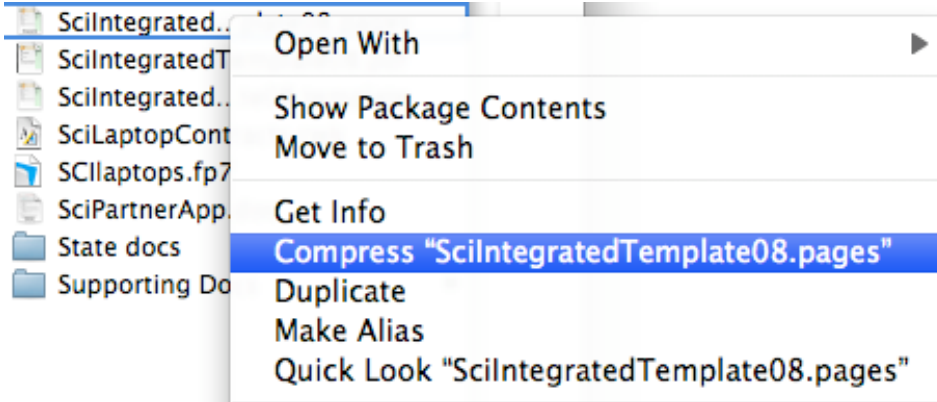 SciIntegrated..
SciIntegratedT
SciIntegrated..
SciLaptopCont
SCIlaptops.fp7
SciPartnerApp.
State docs
Supporting Do
Open With
Show Package Contents
Move to Trash
Get Info
Compress “SciIntegratedTemplate08.pages”
Duplicate
Make Alias
Quick Look “SciIntegratedTemplate08.pages”